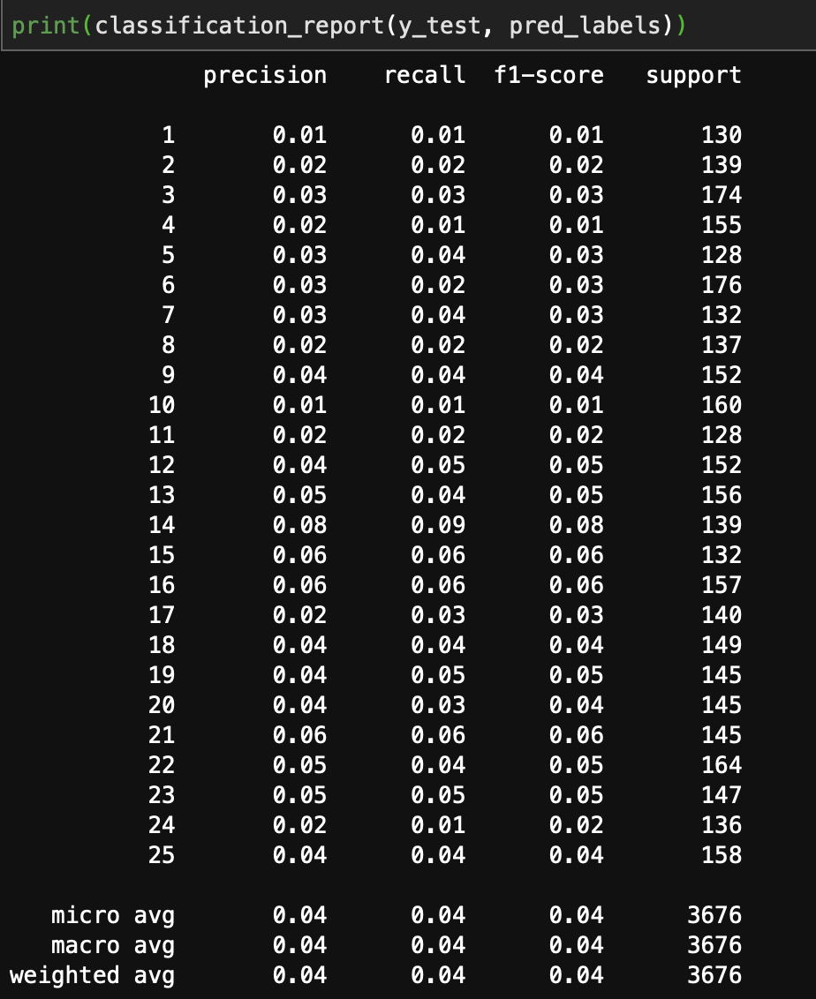 print(classification_report(y_test, pred_labels))
precision recall f1-score support
1 0.01 0.01 0.01 130
2 0.02 0.02 0.02 139
3 0.03 0.03 0.03 174
4 0.02 0.01 0.01 155
5 0.03 0.04 0.03 128
6 0.03 0.02 0.03 176
7 0.03 0.04 0.03 132
8 0.02 0.02 0.02 137
9 0.04 0.04 0.04 152
10 0.01 0.01 0.01 160
11 0.02 0.02 0.02 128
12 0.04 0.05 0.05 152
13 0.05 0.04 0.05 156
14 0.08 0.09 0.08 139
15 0.06 0.06 0.06 132
16 0.06 0.06 0.06 157
17 0.02 0.03 0.03 140
18 0.04 0.04 0.04 149
19 0.04 0.05 0.05 145
20 0.04 0.03 0.04 145
21 0.06 0.06 0.06 145
22 0.05 0.04 0.05 164
23 0.05 0.05 0.05 147
24 0.02 0.01 0.02 136
25 0.04 0.04 0.04 158
micro avg 0.04 0.04 0.04 3676
macro avg 0.04 0.04 0.04 3676
weighted avg 0.04 0.04 0.04 3676